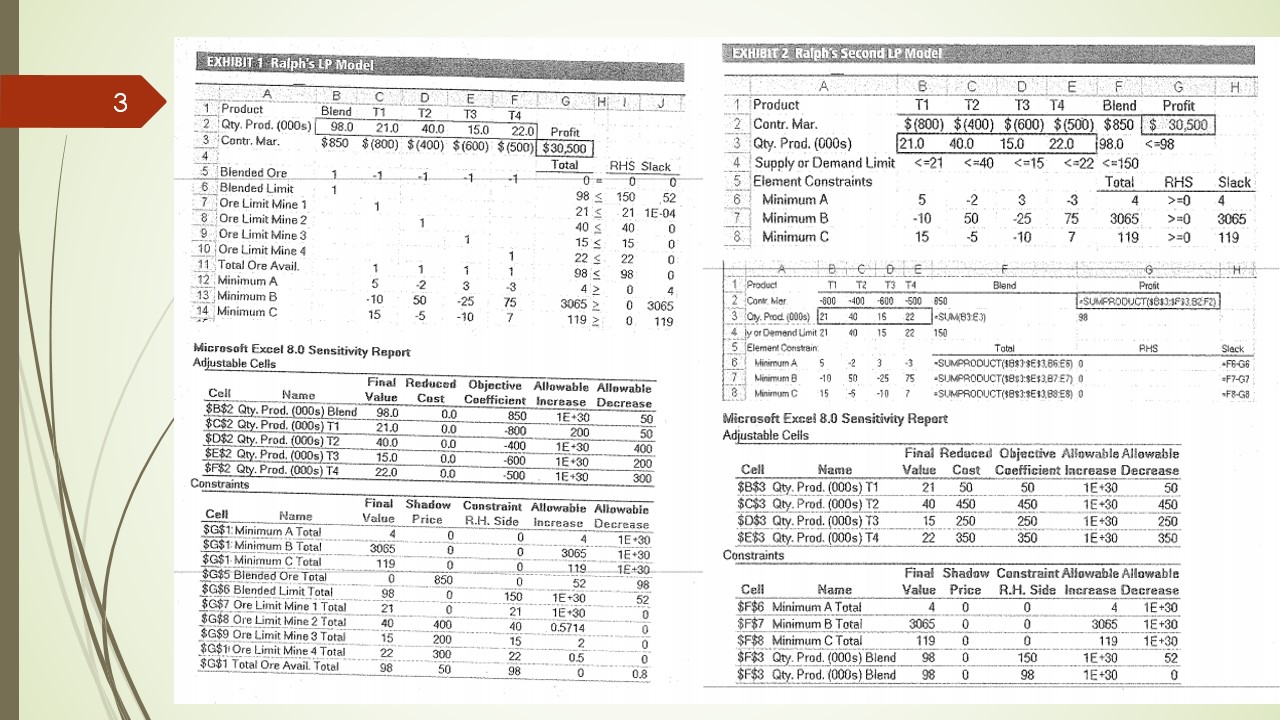 3
EXHIBIT 1 Ralph's LP Model
A B C D E F G H I J
1 Product Blend T1 T2 T3 T4
2 Qty. Prod. (000s) 98.0 21.0 40.0 15.0 22.0 Profit
3 Contr. Mar. $850 $(800) $(400) $(600) $(500) $30,500
4 Total RHS Slack
5 Blended Ore 1 -1 -1 -1 -1 0 = 0 0
6 Blended Limit 1 98 ≤ 150 52
7 Ore Limit Mine 1 1 21 ≤ 21 1E-04
8 Ore Limit Mine 2 1 40 ≤ 40 0
9 Ore Limit Mine 3 1 15 ≤ 15 0
10 Ore Limit Mine 4 1 22 ≤ 22 0
11 Total Ore Avail. 1 1 1 1 98 ≤ 98 0
12 Minimum A 5 -2 3 -3 4 ≥ 0 4
13 Minimum B -10 50 -25 75 3065 ≥ 0 3065
14 Minimum C 15 -5 -10 7 119 ≥ 0 119
Microsoft Excel 8.0 Sensitivity Report
Adjustable Cells
Final Reduced Objective Allowable Allowable
Cell Name Value Cost Coefficient Increase Decrease
$B$2 Qty. Prod. (000s) Blend 98.0 0.0 850 1E+30 50
$C$2 Qty. Prod. (000s) T1 21.0 0.0 -800 200 50
$D$2 Qty. Prod. (000s) T2 40.0 0.0 -400 1E+30 400
$E$2 Qty. Prod. (000s) T3 15.0 0.0 -600 1E+30 200
$F$2 Qty. Prod. (000s) T4 22.0 0.0 -500 1E+30 300
Constraints
Final Shadow Constraint Allowable Allowable
Cell Name Value Price R.H. Side Increase Decrease
$G$1 Minimum A Total 4 0 0 4 1E+30
$G$1 Minimum B Total 3065 0 0 3065 1E+30
$G$1 Minimum C Total 119 0 0 119 1E+30
$G$5 Blended Ore Total 0 850 0 52 98
$G$6 Blended Limit Total 98 0 150 1E+30 52
$G$7 Ore Limit Mine 1 Total 21 0 21 1E+30 0
$G$8 Ore Limit Mine 2 Total 40 400 40 0.5714 0
$G$9 Ore Limit Mine 3 Total 15 200 15 2 0
$G$1 Ore Limit Mine 4 Total 22 300 22 0.5 0
$G$1 Total Ore Avail. Total 98 50 98 0 0.8
EXHIBIT 2 Ralph's Second LP Model
A B C D E F G H
1 Product T1 T2 T3 T4 Blend Profit
2 Contr. Mar. $(800) $(400) $(600) $(500) $850 $ 30,500
3 Qty. Prod. (000s) 21.0 40.0 15.0 22.0 98.0 <=98
4 Supply or Demand Limit <=21 <=40 <=15 <=22 <=150
5 Element Constraints Total RHS Slack
6 Minimum A 5 -2 3 -3 4 >=0 4
7 Minimum B -10 50 -25 75 3065 >=0 3065
8 Minimum C 15 -5 -10 7 119 >=0 119
A B C D E F G H
1 Product T1 T2 T3 T4 Blend Profit
2 Contr. Mar. -800 -400 -600 -500 850 =SUMPRODUCT($B$3:$F$3,B2:F2)
3 Qty. Prod. (000s) 21 40 15 22 =SUM(B3:E3) 98
4 y or Demand Limit 21 40 15 22 150
5 Element Constrain: Total RHS Slack
6 Minimum A 5 -2 3 -3 =SUMPRODUCT($B$3:$E$3,B6:E6) 0 =F6-G6
7 Minimum B -10 50 -25 75 =SUMPRODUCT($B$3:$E$3,B7:E7) 0 =F7-G7
8 Minimum C 15 -5 -10 7 =SUMPRODUCT($B$3:$E$3,B8:E8) 0 =F8-G8
Microsoft Excel 8.0 Sensitivity Report
Adjustable Cells
Final Reduced Objective Allowable Allowable
Cell Name Value Cost Coefficient Increase Decrease
$B$3 Qty. Prod. (000s) T1 21 50 50 1E+30 50
$C$3 Qty. Prod. (000s) T2 40 450 450 1E+30 450
$D$3 Qty. Prod. (000s) T3 15 250 250 1E+30 250
$E$3 Qty. Prod. (000s) T4 22 350 350 1E+30 350
Constraints
Final Shadow Constraint Allowable Allowable
Cell Name Value Price R.H. Side Increase Decrease
$F$6 Minimum A Total 4 0 0 4 1E+30
$F$7 Minimum B Total 3065 0 0 3065 1E+30
$F$8 Minimum C Total 119 0 0 119 1E+30
$F$3 Qty. Prod. (000s) Blend 98 0 150 1E+30 52
$F$3 Qty. Prod. (000s) Blend 98 0 98 1E+30 0